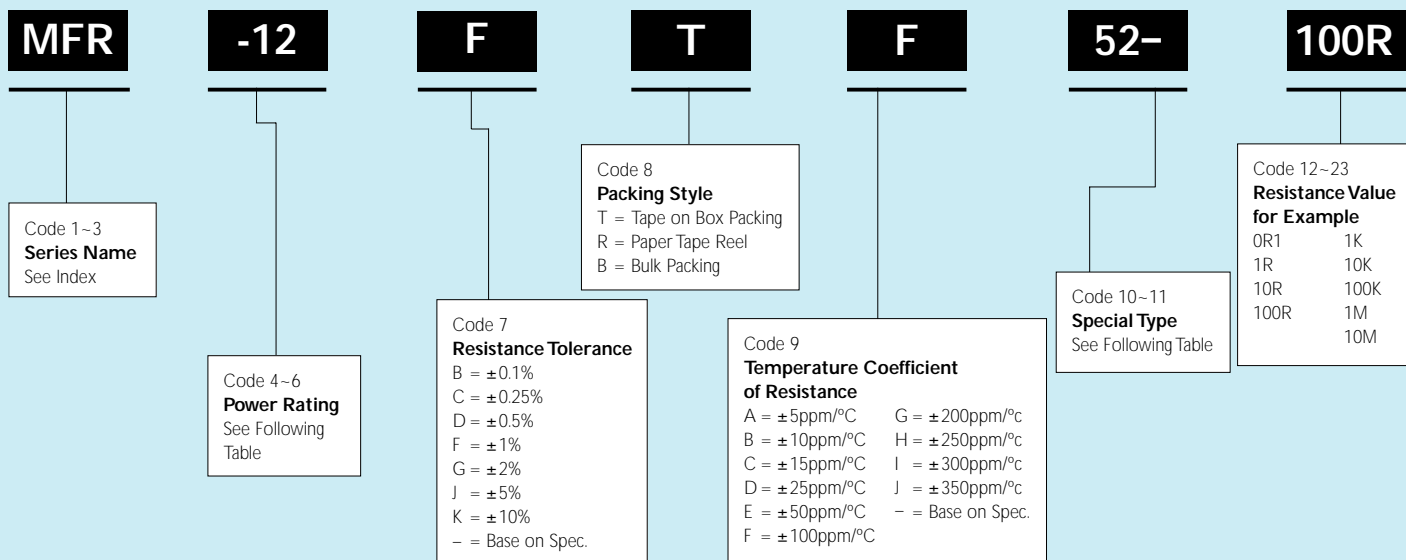 MFR -12 F T F 52– 100R
Code 1~3
Series Name
See Index
Code 4~6
Power Rating
See Following
Table
Code 7
Resistance Tolerance
B = ±0.1%
C = ±0.25%
D = ±0.5%
F = ±1%
G = ±2%
J = ±5%
K = ±10%
– = Base on Spec.
Code 8
Packing Style
T = Tape on Box Packing
R = Paper Tape Reel
B = Bulk Packing
Code 9
Temperature Coefficient
of Resistance
A = ±5ppm/ºC G = ±200ppm/ºc
B = ±10ppm/ºC H = ±250ppm/ºc
C = ±15ppm/ºC I = ±300ppm/ºc
D = ±25ppm/ºC J = ±350ppm/ºc
E = ±50ppm/ºC – = Base on Spec.
F = ±100ppm/ºC
Code 10~11
Special Type
See Following Table
Code 12~23
Resistance Value
for Example
0R1 1K
1R 10K
10R 100K
100R 1M
10M